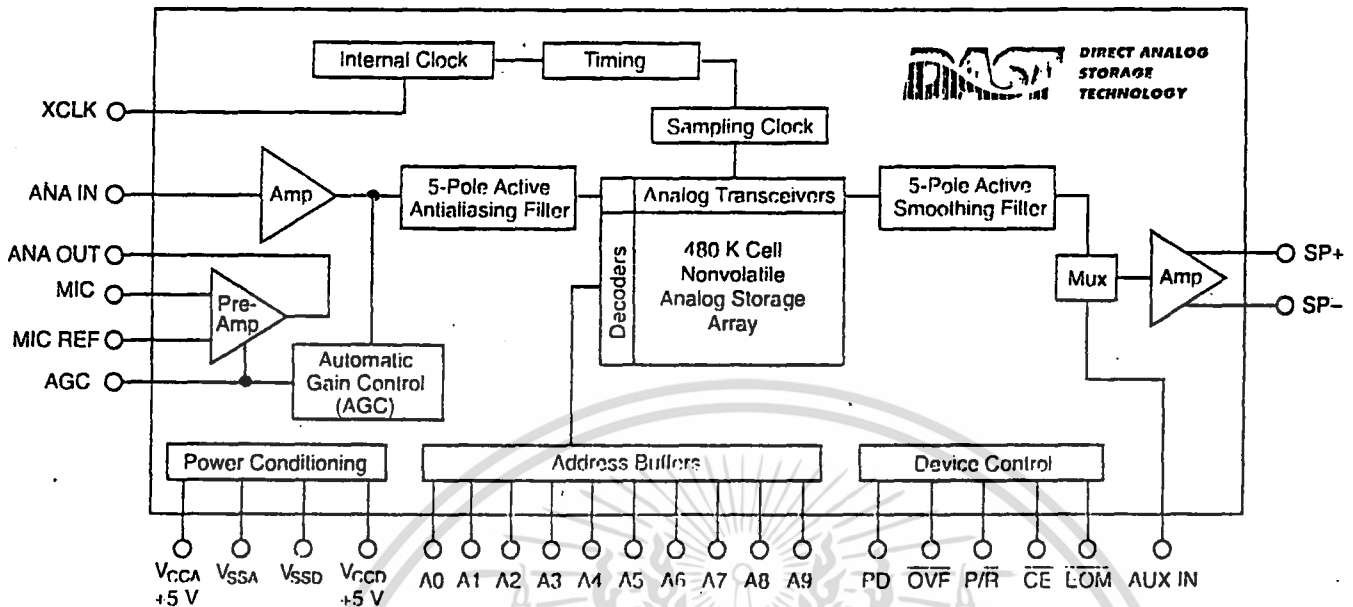 Internal Clock
Timing
DAST
DIRECT ANALOG
STORAGE
TECHNOLOGY
XCLK
Sampling Clock
ANA IN
Amp
5-Pole Active
Antialiasing Filter
Analog Transceivers
5-Pole Active
Smoothing Filter
ANA OUT
MIC
Pre-
Amp
MIC REF
AGC
Automatic
Gain Control
(AGC)
Decoders
480 K Cell
Nonvolatile
Analog Storage
Array
Mux
Amp
SP+
SP–
Power Conditioning
Address Buffers
Device Control
VCCA
+5 V
VSSA
VSSD
VCCD
+5 V
A0 A1 A2 A3 A4 A5 A6 A7 A8 A9
PD O̅V̅F̅ P/R̅ C̅E̅ E̅O̅M̅ AUX IN